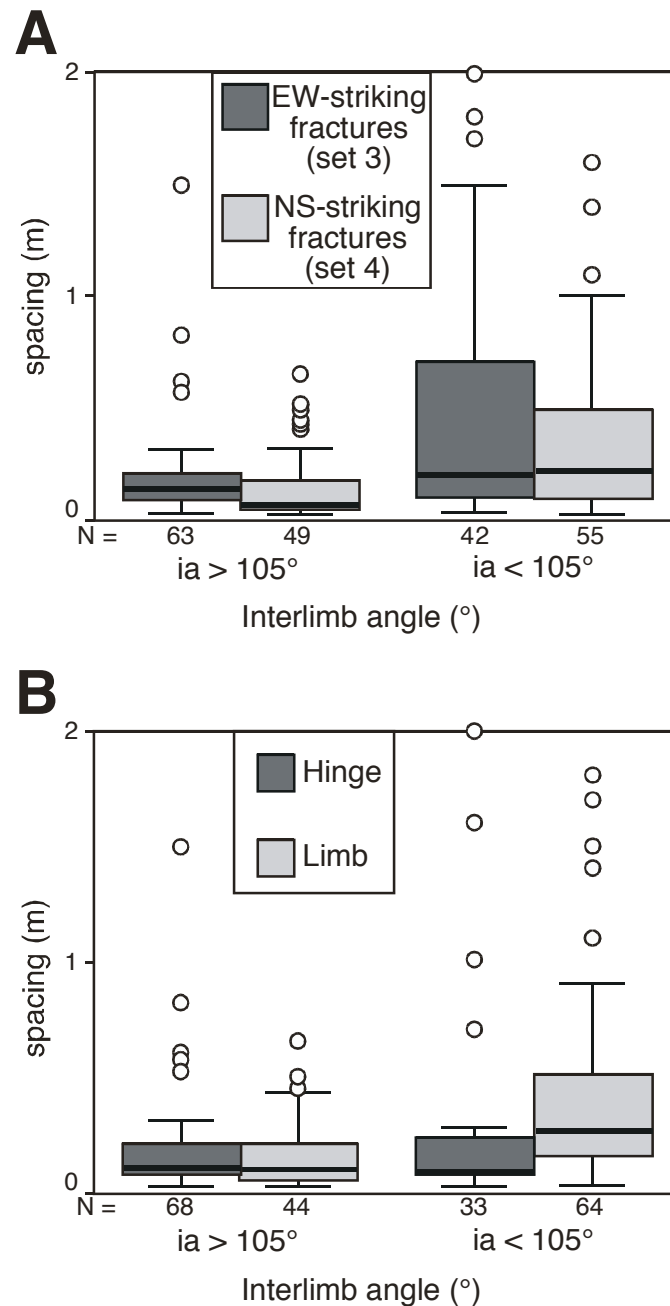 A
2
EW-striking
fractures
(set 3)
NS-striking
fractures
(set 4)
spacing (m)
1
0
N = 63 49 42 55
ia > 105° ia < 105°
Interlimb angle (°)
B
2
Hinge
Limb
spacing (m)
1
0
N = 68 44 33 64
ia > 105° ia < 105°
Interlimb angle (°)